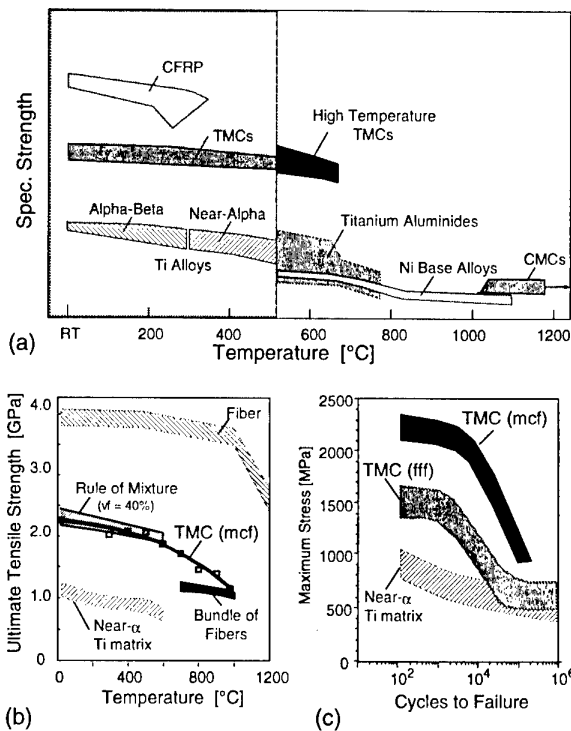 CFRP
TMCs
High Temperature
TMCs
Spec. Strength
Alpha-Beta
Near-Alpha
Ti Alloys
Titanium Aluminides
Ni Base Alloys
CMCs
RT
200
400
600
800
1000
1200
Temperature [°C]
(a)
Ultimate Tensile Strength [GPa]
4.0
3.0
2.0
1.0
0
Fiber
Rule of Mixture
(vf = 40%)
TMC (mcf)
Near-α
Ti matrix
Bundle of
Fibers
0
400
800
1200
Temperature [°C]
(b)
Maximum Stress [MPa]
2500
2000
1500
1000
500
0
TMC (mcf)
TMC (fff)
Near-α
Ti matrix
10²
10⁴
10⁶
Cycles to Failure
(c)